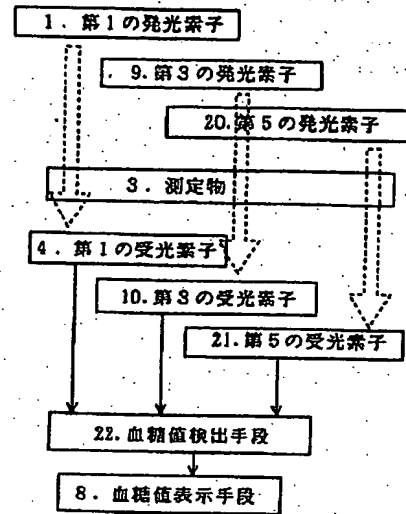 1．第1の発光素子
9.第3の発光素子
20.第5の発光素子
3．測定物
4．第1の受光素子
10.第3の受光素子
21.第5の受光素子
22.血糖値検出手段
8．血糖値表示手段